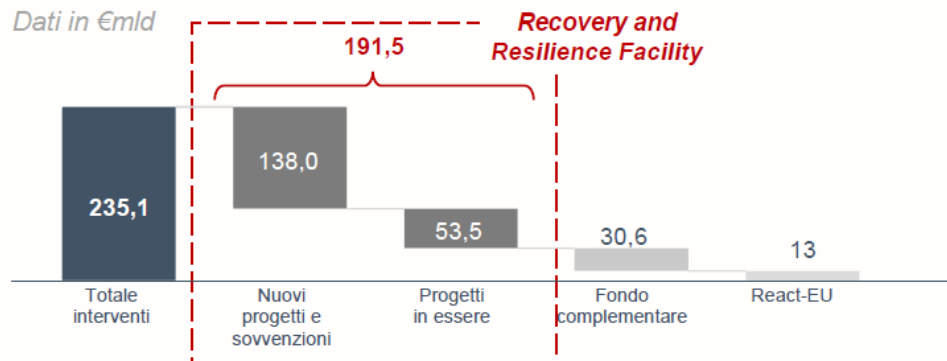 Dati in €mld
Recovery and
Resilience Facility
191,5
235,1
138,0
53,5
30,6
13
Totale
interventi
Nuovi
progetti e
sovvenzioni
Progetti
in essere
Fondo
complementare
React-EU